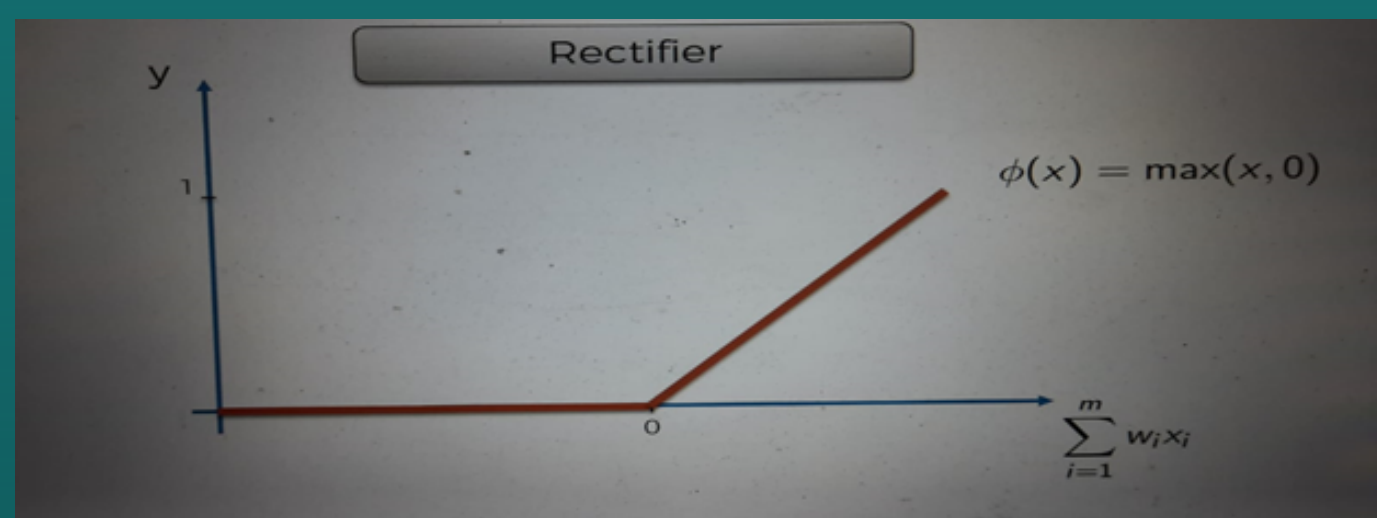 Rectifier
y
1
ϕ(x) = max(x, 0)
0
m
∑ wᵢxᵢ
i=1